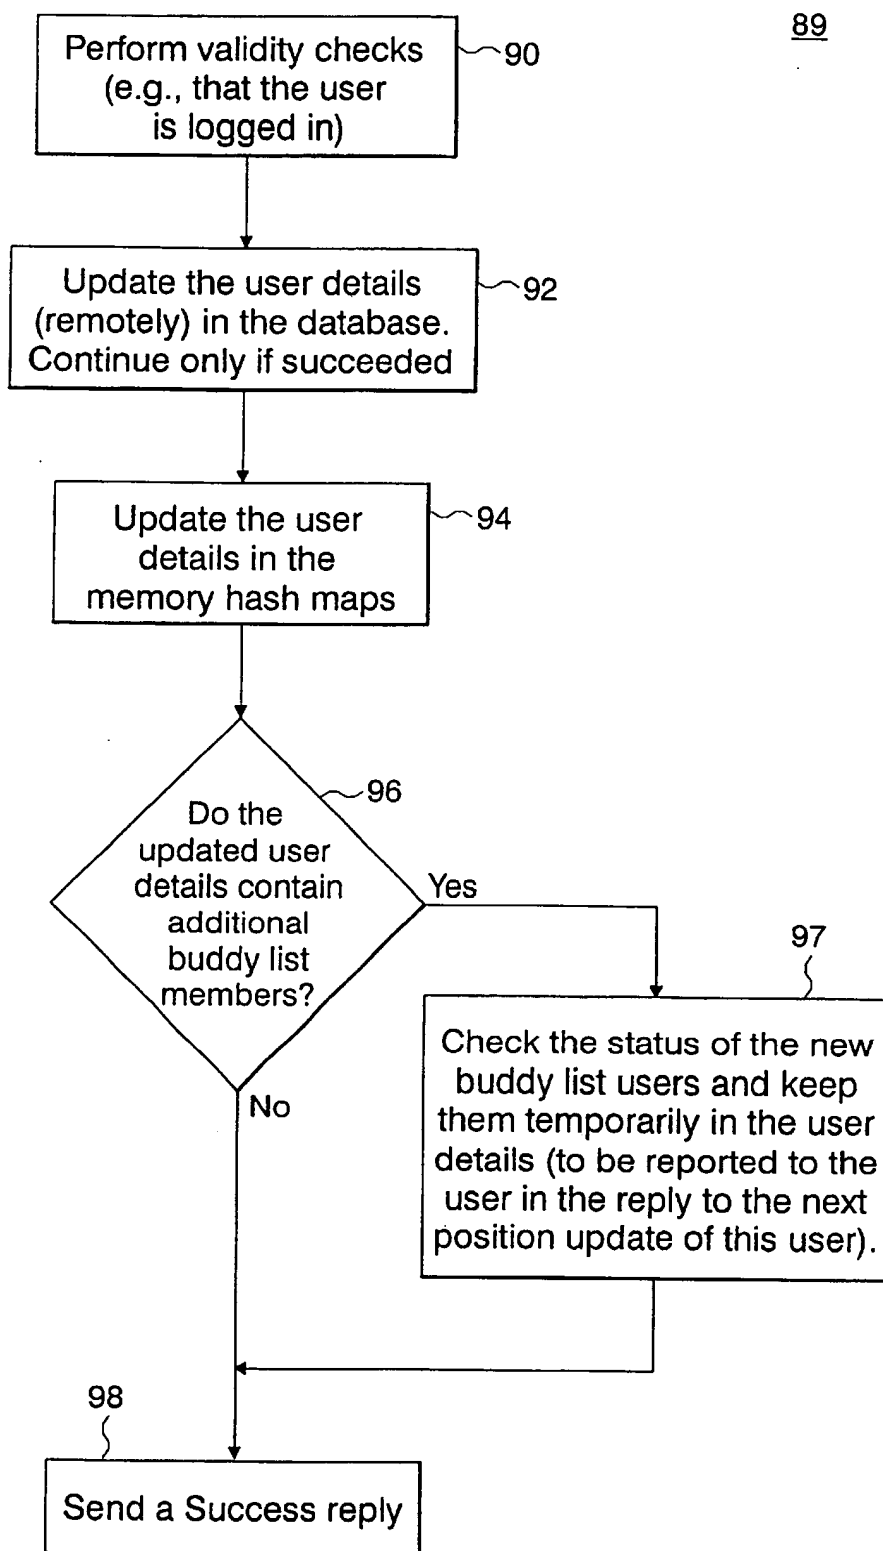 89
Perform validity checks
(e.g., that the user
is logged in)
90
Update the user details
(remotely) in the database.
Continue only if succeeded
92
Update the user
details in the
memory hash maps
94
Do the
updated user
details contain
additional
buddy list
members?
96
Yes
No
97
Check the status of the new
buddy list users and keep
them temporarily in the user
details (to be reported to the
user in the reply to the next
position update of this user).
98
Send a Success reply